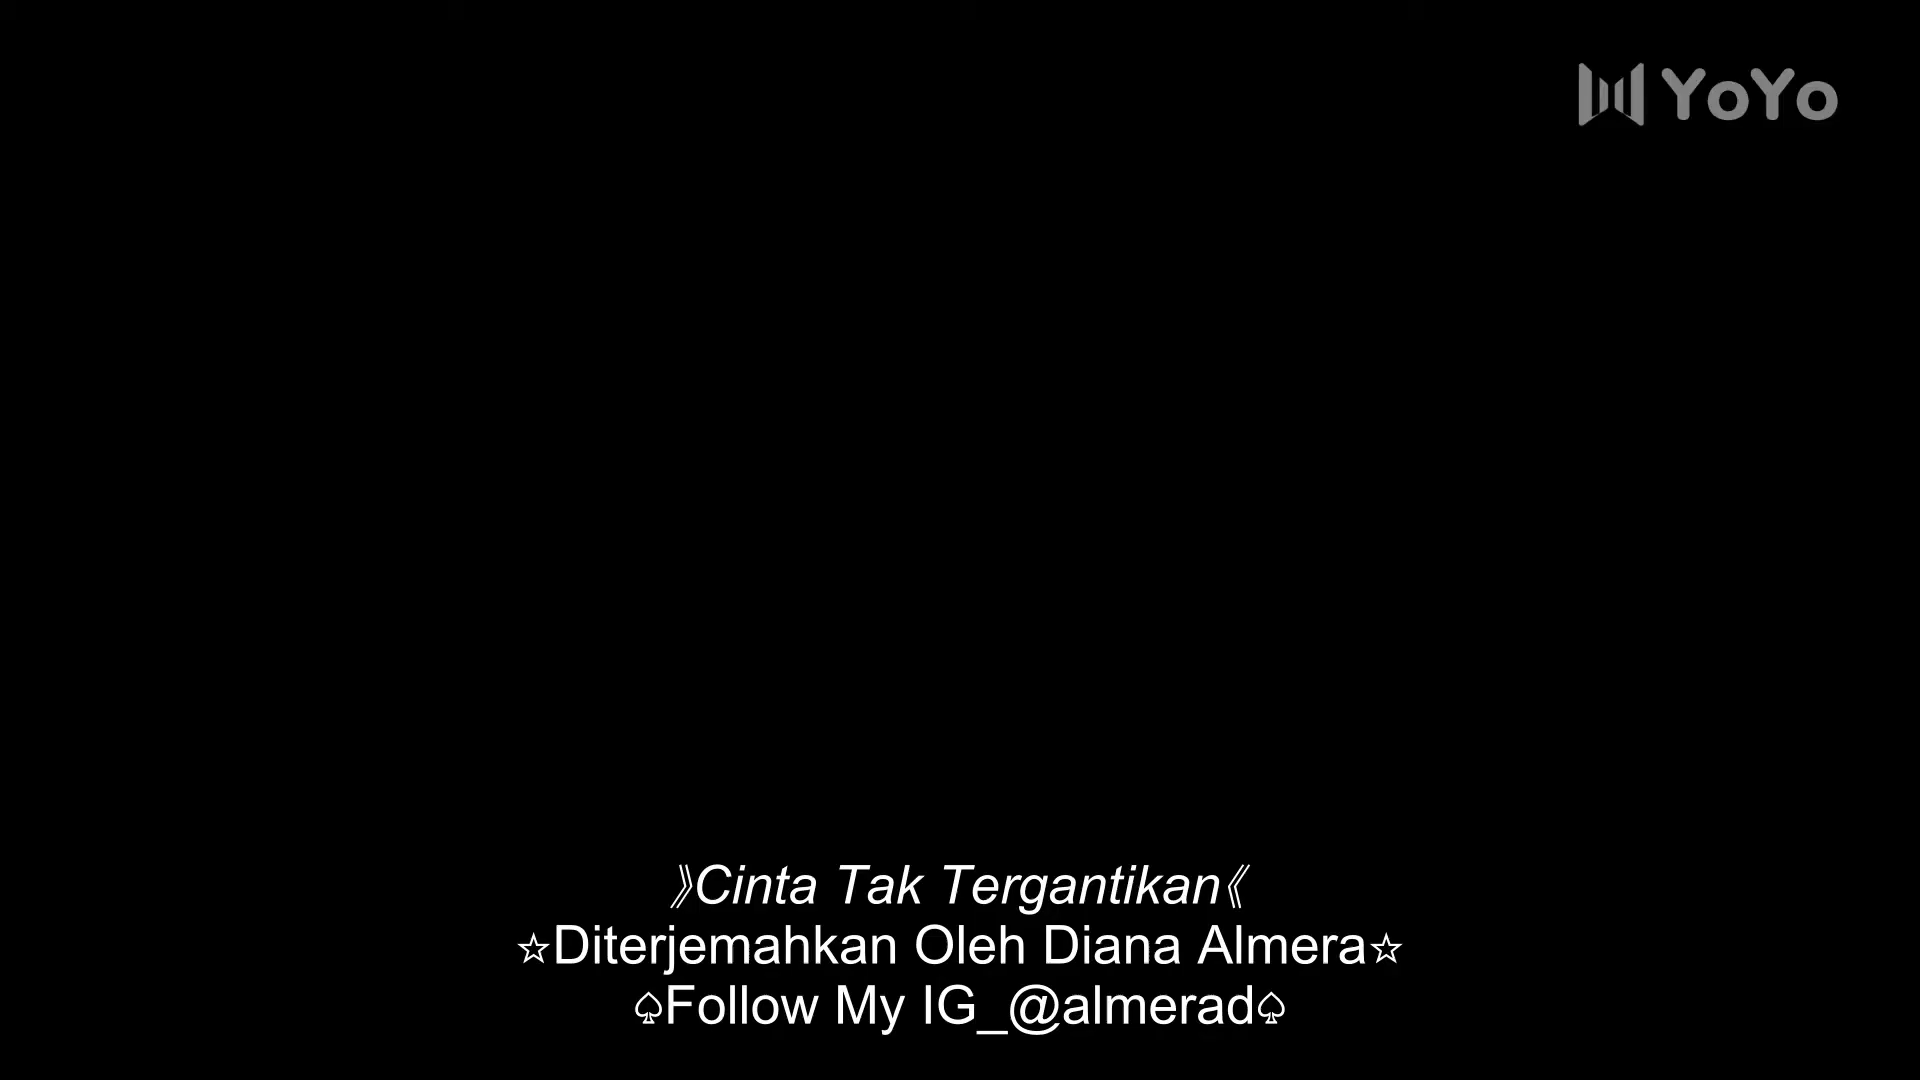 YoYo
》Cinta Tak Tergantikan《
☆Diterjemahkan Oleh Diana Almera☆
♤Follow My IG_@almerad♤